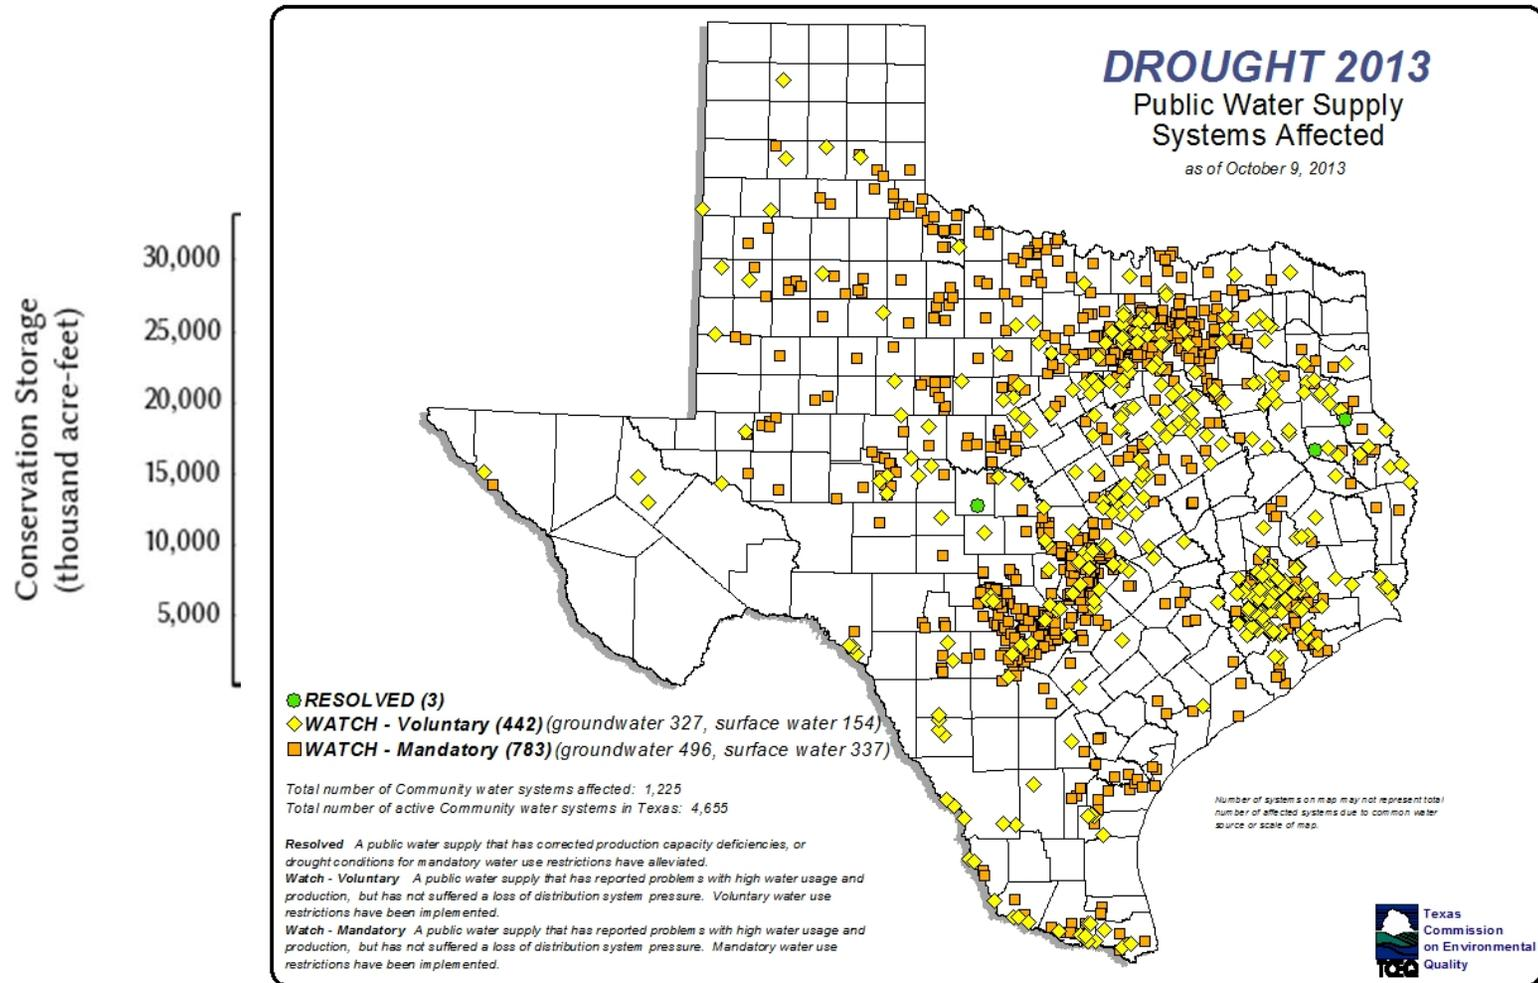 Conservation Storage
(thousand acre-feet)
30,000
25,000
20,000
15,000
10,000
5,000
DROUGHT 2013
Public Water Supply
Systems Affected
as of October 9, 2013
RESOLVED (3)
WATCH - Voluntary (442) (groundwater 327, surface water 154)
WATCH - Mandatory (783) (groundwater 496, surface water 337)
Total number of Community water systems affected: 1,225
Total number of active Community water systems in Texas: 4,655
Number of systems on map may not represent total
number of affected systems due to common water
source or scale of map.
Resolved A public water supply that has corrected production capacity deficiencies, or
drought conditions for mandatory water use restrictions have alleviated.
Watch - Voluntary A public water supply that has reported problems with high water usage and
production, but has not suffered a loss of distribution system pressure. Voluntary water use
restrictions have been implemented.
Watch - Mandatory A public water supply that has reported problems with high water usage and
production, but has not suffered a loss of distribution system pressure. Mandatory water use
restrictions have been implemented.
TCEQ
Texas
Commission
on Environmental
Quality